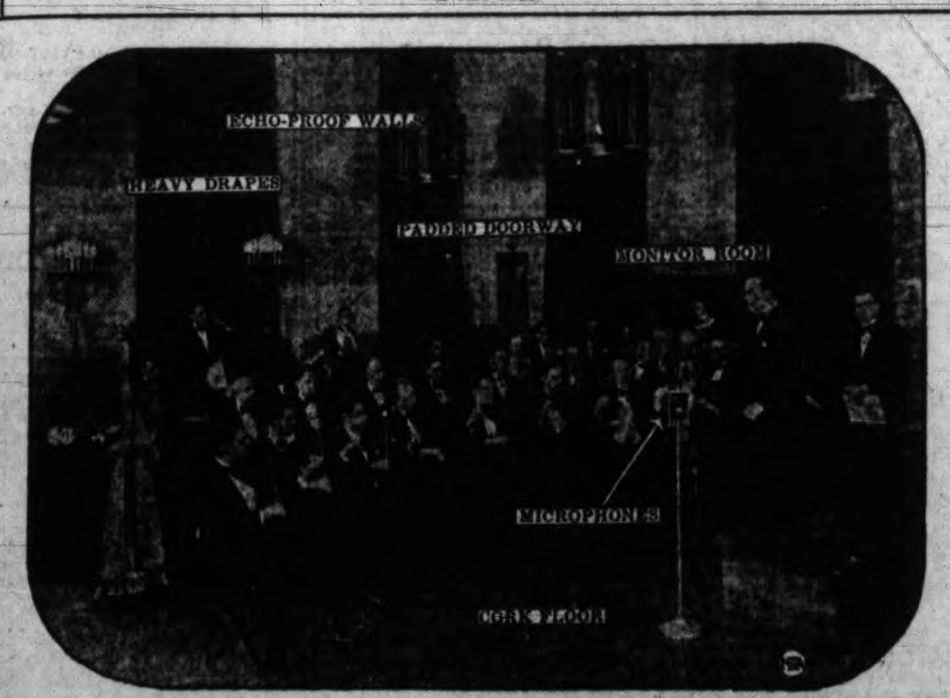 ECHO-PROOF WALLS
HEAVY DRAPES
PADDED DOORWAY
MONITOR ROOM
MICROPHONES
CORK FLOOR